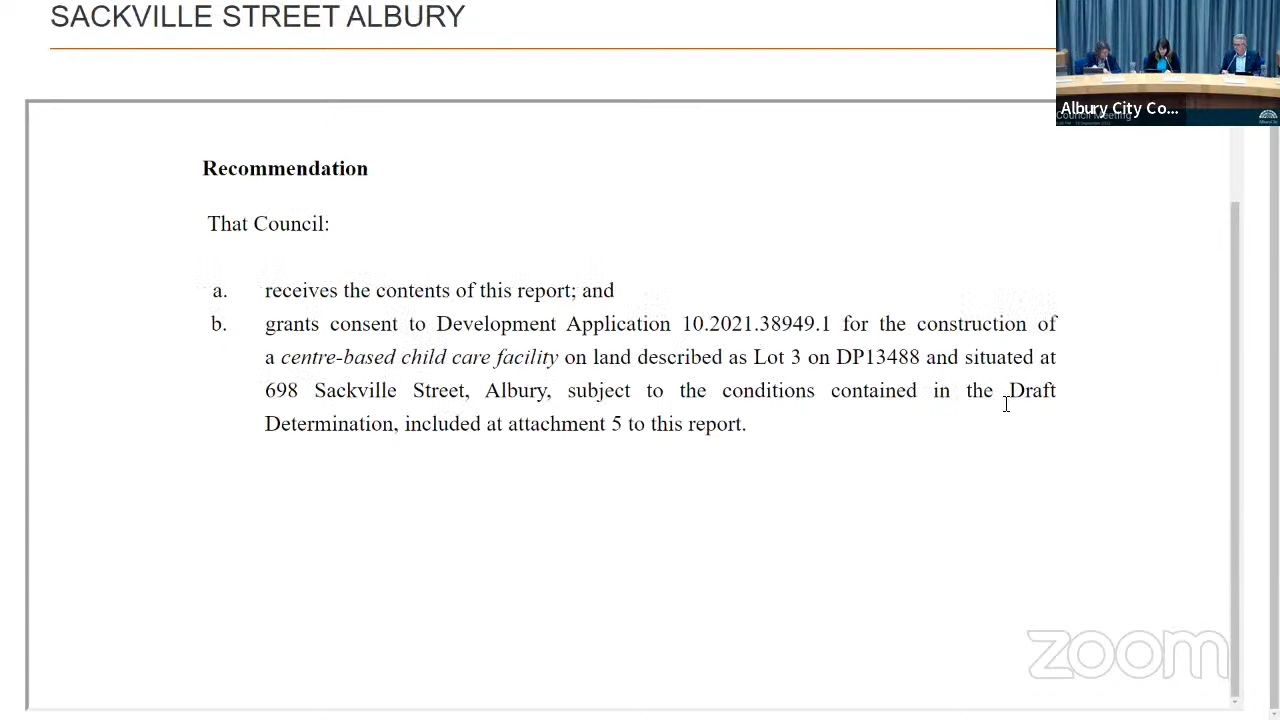 SACKVILLE STREET ALBURY
Albury City Co...
Council Meeting
Recommendation
That Council:
a. receives the contents of this report; and
b. grants consent to Development Application 10.2021.38949.1 for the construction of
a centre-based child care facility on land described as Lot 3 on DP13488 and situated at
698 Sackville Street, Albury, subject to the conditions contained in the Draft
Determination, included at attachment 5 to this report.
zoom